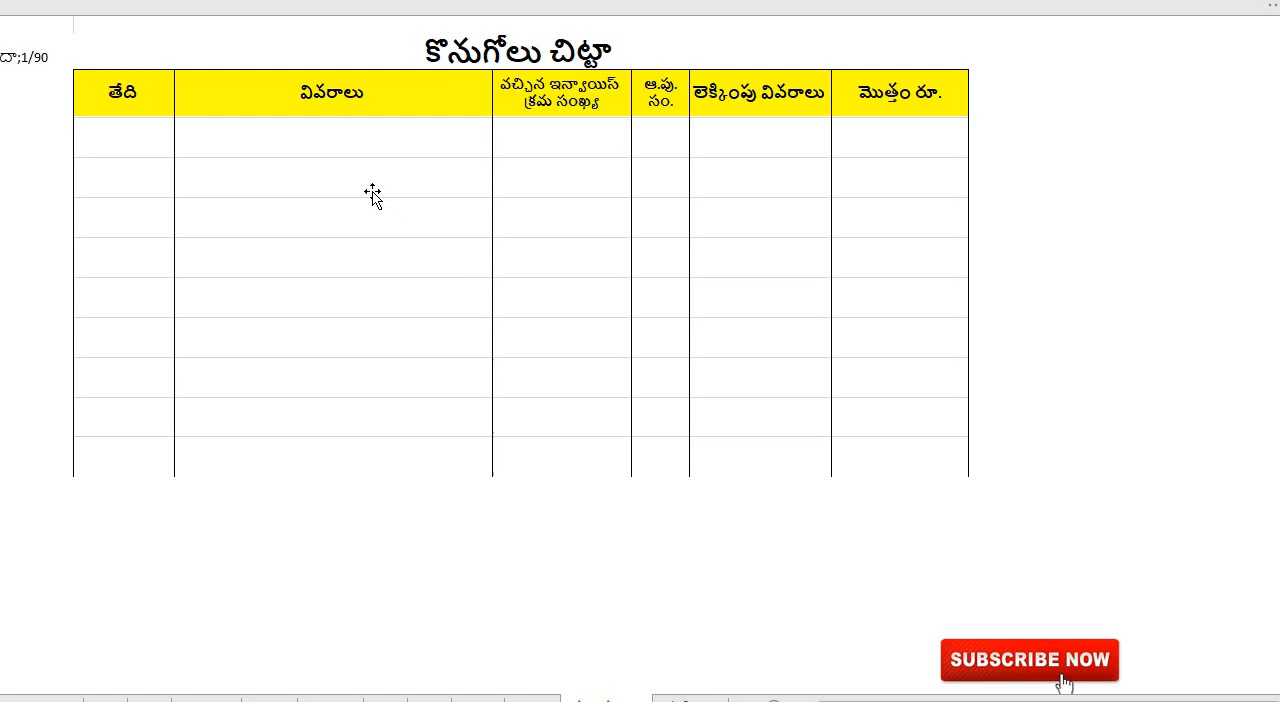 కొనుగోలు చిట్టా
దా;1/90
తేది వివరాలు వచ్చిన ఇన్వాయిస్ క్రమ సంఖ్య ఆ.పు. సం. లెక్కింపు వివరాలు మొత్తం రూ.
SUBSCRIBE NOW